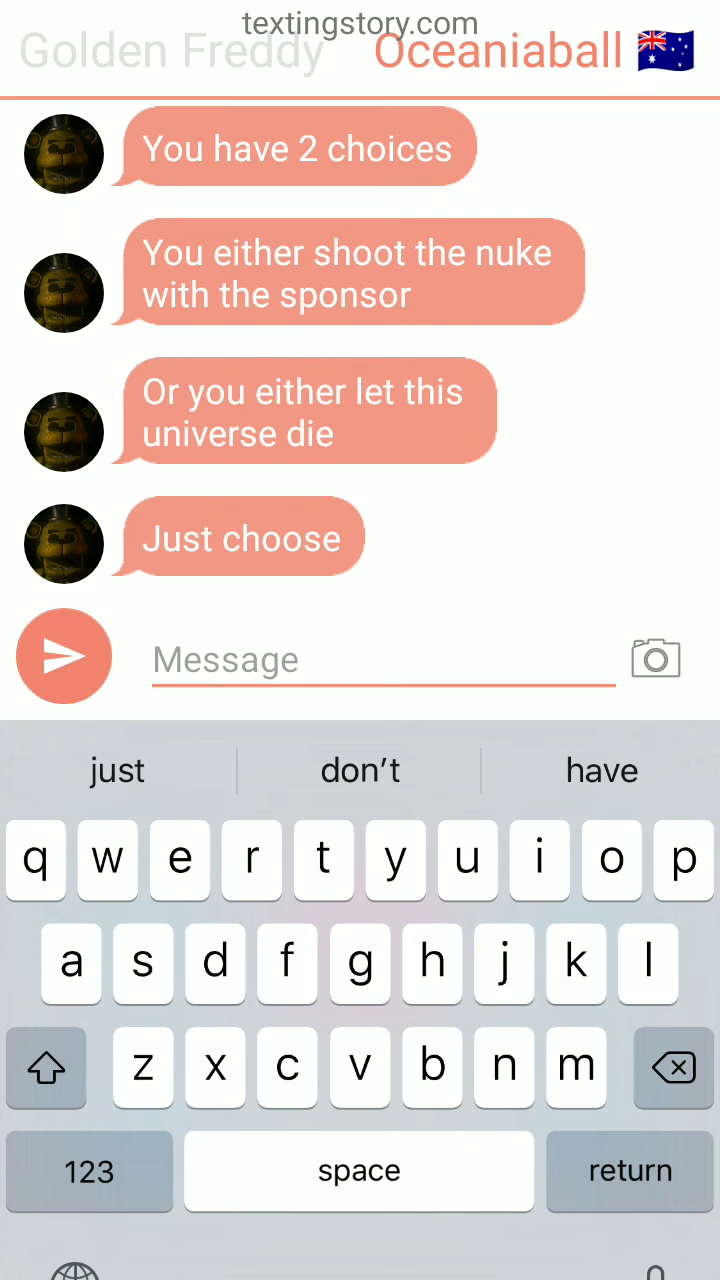 textingstory.com
Golden Freddy Oceaniaball 🇦🇺
You have 2 choices
You either shoot the nuke
with the sponsor
Or you either let this
universe die
Just choose
Message
just don't have
q w e r t y u i o p
a s d f g h j k l
z x c v b n m
123 space return